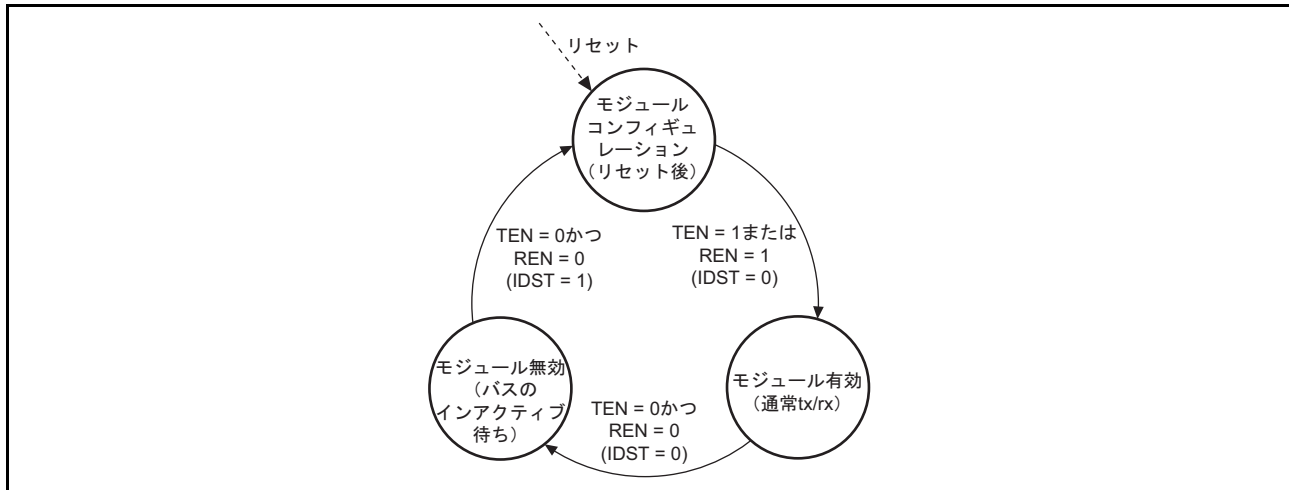 リセット
モジュール
コンフィギュ
レーション
（リセット後）
TEN = 0かつ
REN = 0
(IDST = 1)
TEN = 1または
REN = 1
(IDST = 0)
モジュール無効
（バスの
インアクティブ
待ち）
TEN = 0かつ
REN = 0
(IDST = 0)
モジュール有効
（通常tx/rx）